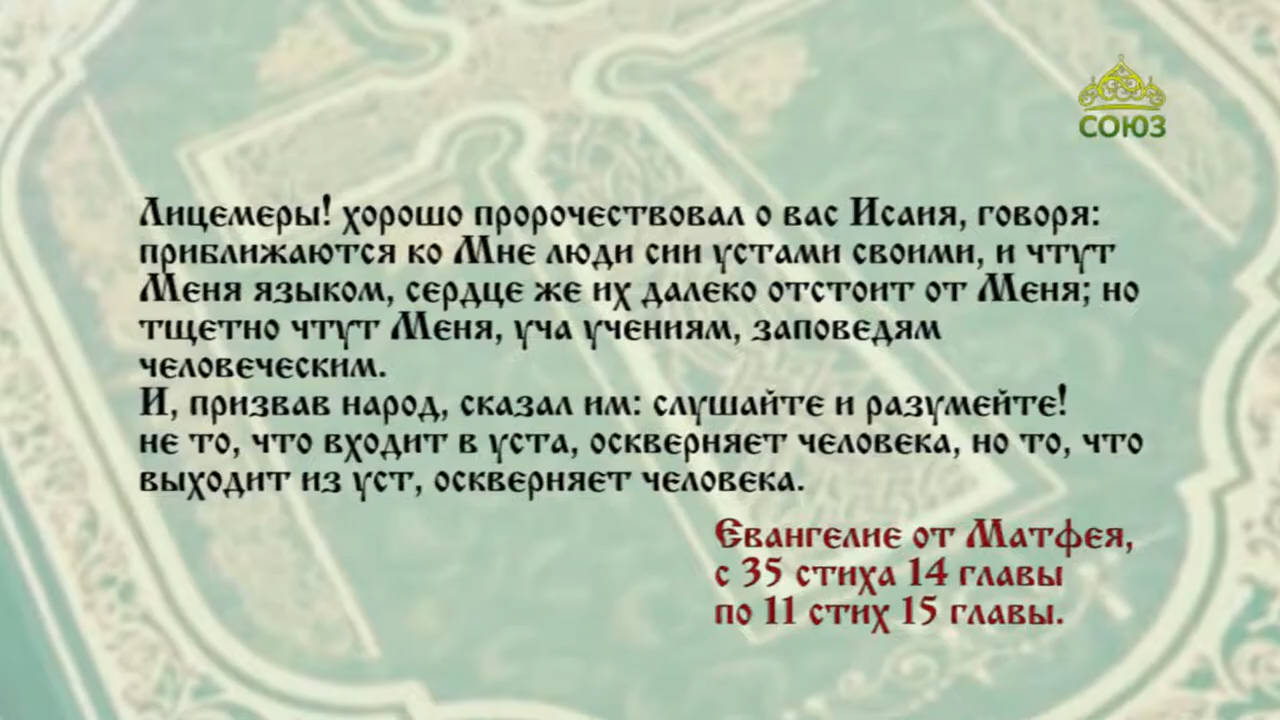 СОЮЗ
Лицемеры! хорошо пророчествовал о вас Исаия, говоря:
приближаются ко Мне люди сии устами своими, и чтут
Меня языком, сердце же их далеко отстоит от Меня; но
тщетно чтут Меня, уча учениям, заповедям
человеческим.
И, призвав народ, сказал им: слушайте и разумейте!
не то, что входит в уста, оскверняет человека, но то, что
выходит из уст, оскверняет человека.
Евангелие от Матфея,
с 35 стиха 14 главы
по 11 стих 15 главы.